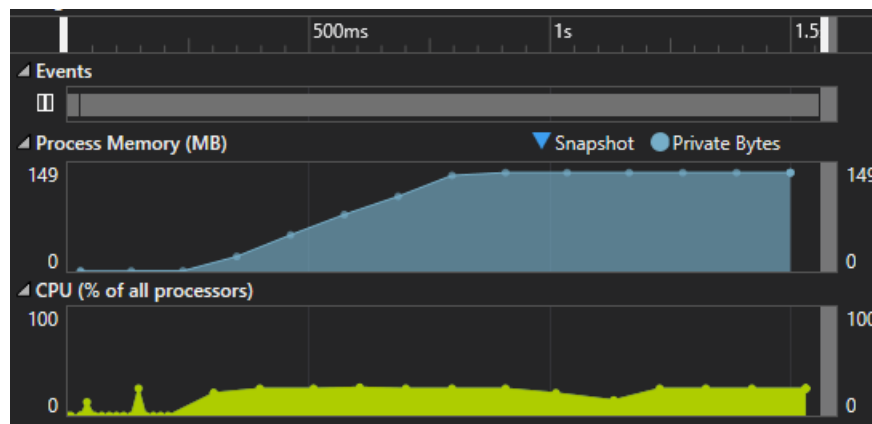 500ms 1s 1.5
Events
Process Memory (MB) Snapshot Private Bytes
149 149
0 0
CPU (% of all processors)
100 100
0 0